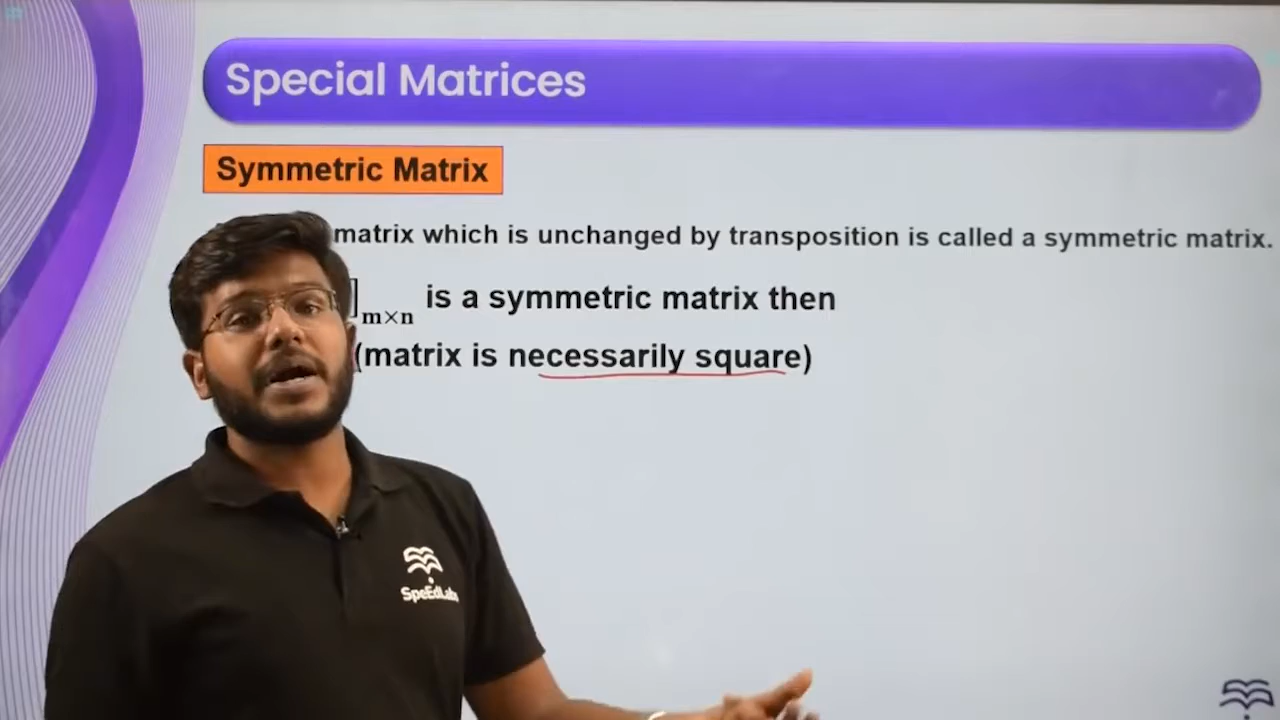 Special Matrices
Symmetric Matrix
matrix which is unchanged by transposition is called a symmetric matrix.
]m×n is a symmetric matrix then
(matrix is necessarily square)
SpeEdLabs